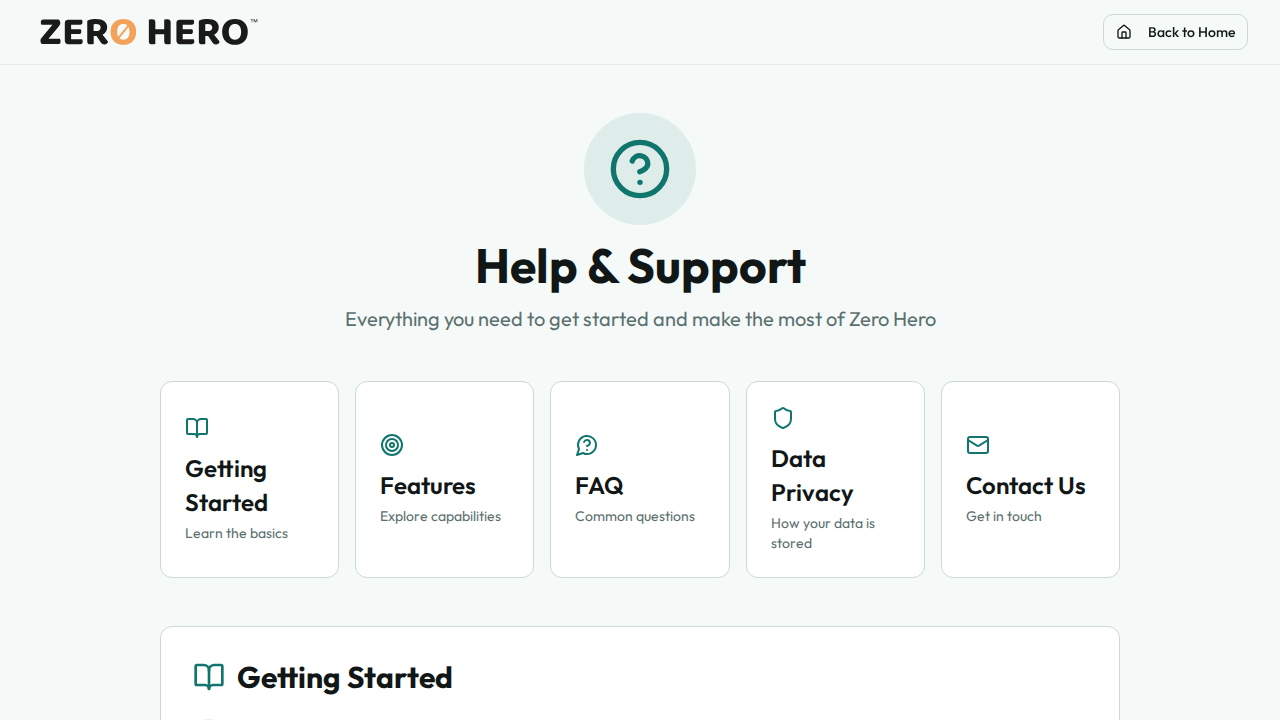 ZERO HERO™
Back to Home
Help & Support
Everything you need to get started and make the most of Zero Hero
Getting
Started
Learn the basics
Features
Explore capabilities
FAQ
Common questions
Data
Privacy
How your data is
stored
Contact Us
Get in touch
Getting Started